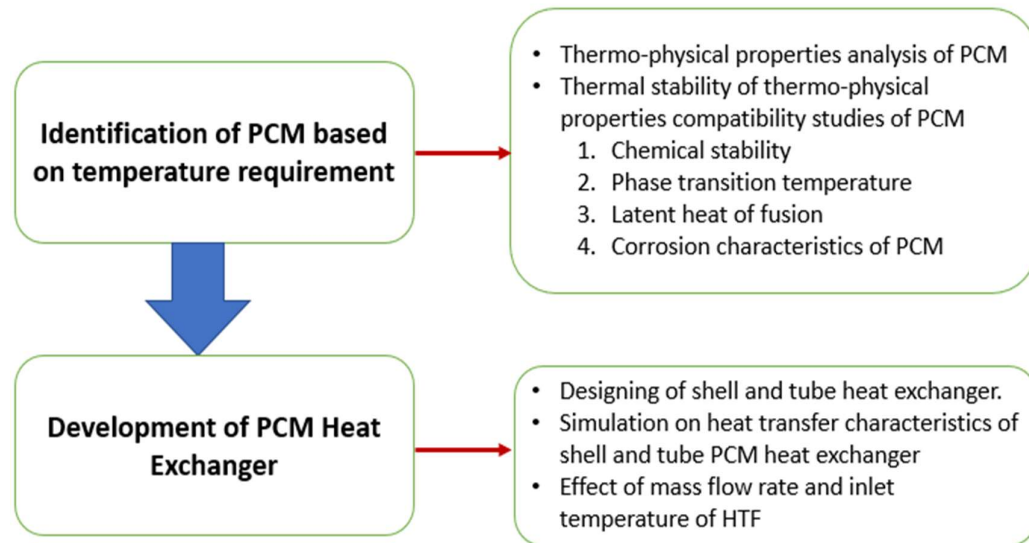 Identification of PCM based
on temperature requirement
• Thermo-physical properties analysis of PCM
• Thermal stability of thermo-physical
properties compatibility studies of PCM
1. Chemical stability
2. Phase transition temperature
3. Latent heat of fusion
4. Corrosion characteristics of PCM
Development of PCM Heat
Exchanger
• Designing of shell and tube heat exchanger.
• Simulation on heat transfer characteristics of
shell and tube PCM heat exchanger
• Effect of mass flow rate and inlet
temperature of HTF